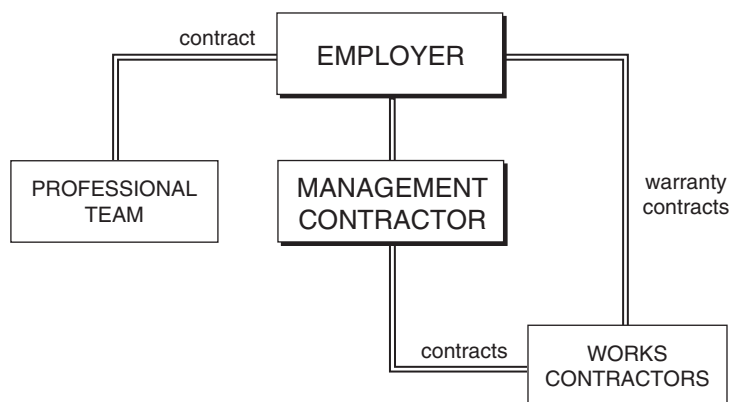 contract
EMPLOYER
PROFESSIONAL
TEAM
MANAGEMENT
CONTRACTOR
warranty
contracts
contracts
WORKS
CONTRACTORS